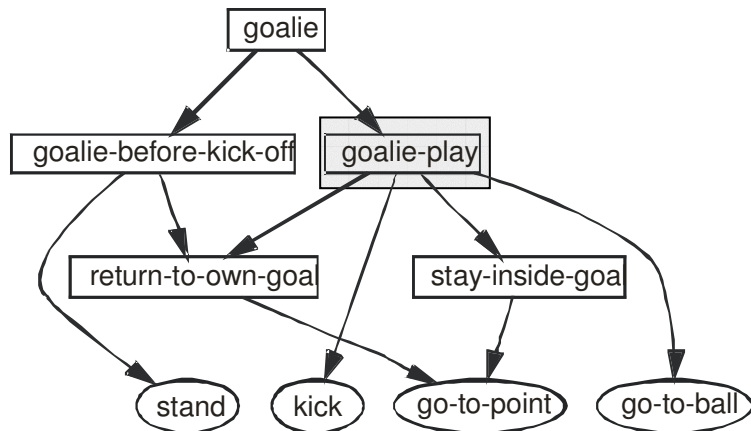 goalie
goalie-before-kick-off
goalie-play
return-to-own-goal
stay-inside-goa
stand
kick
go-to-point
go-to-ball